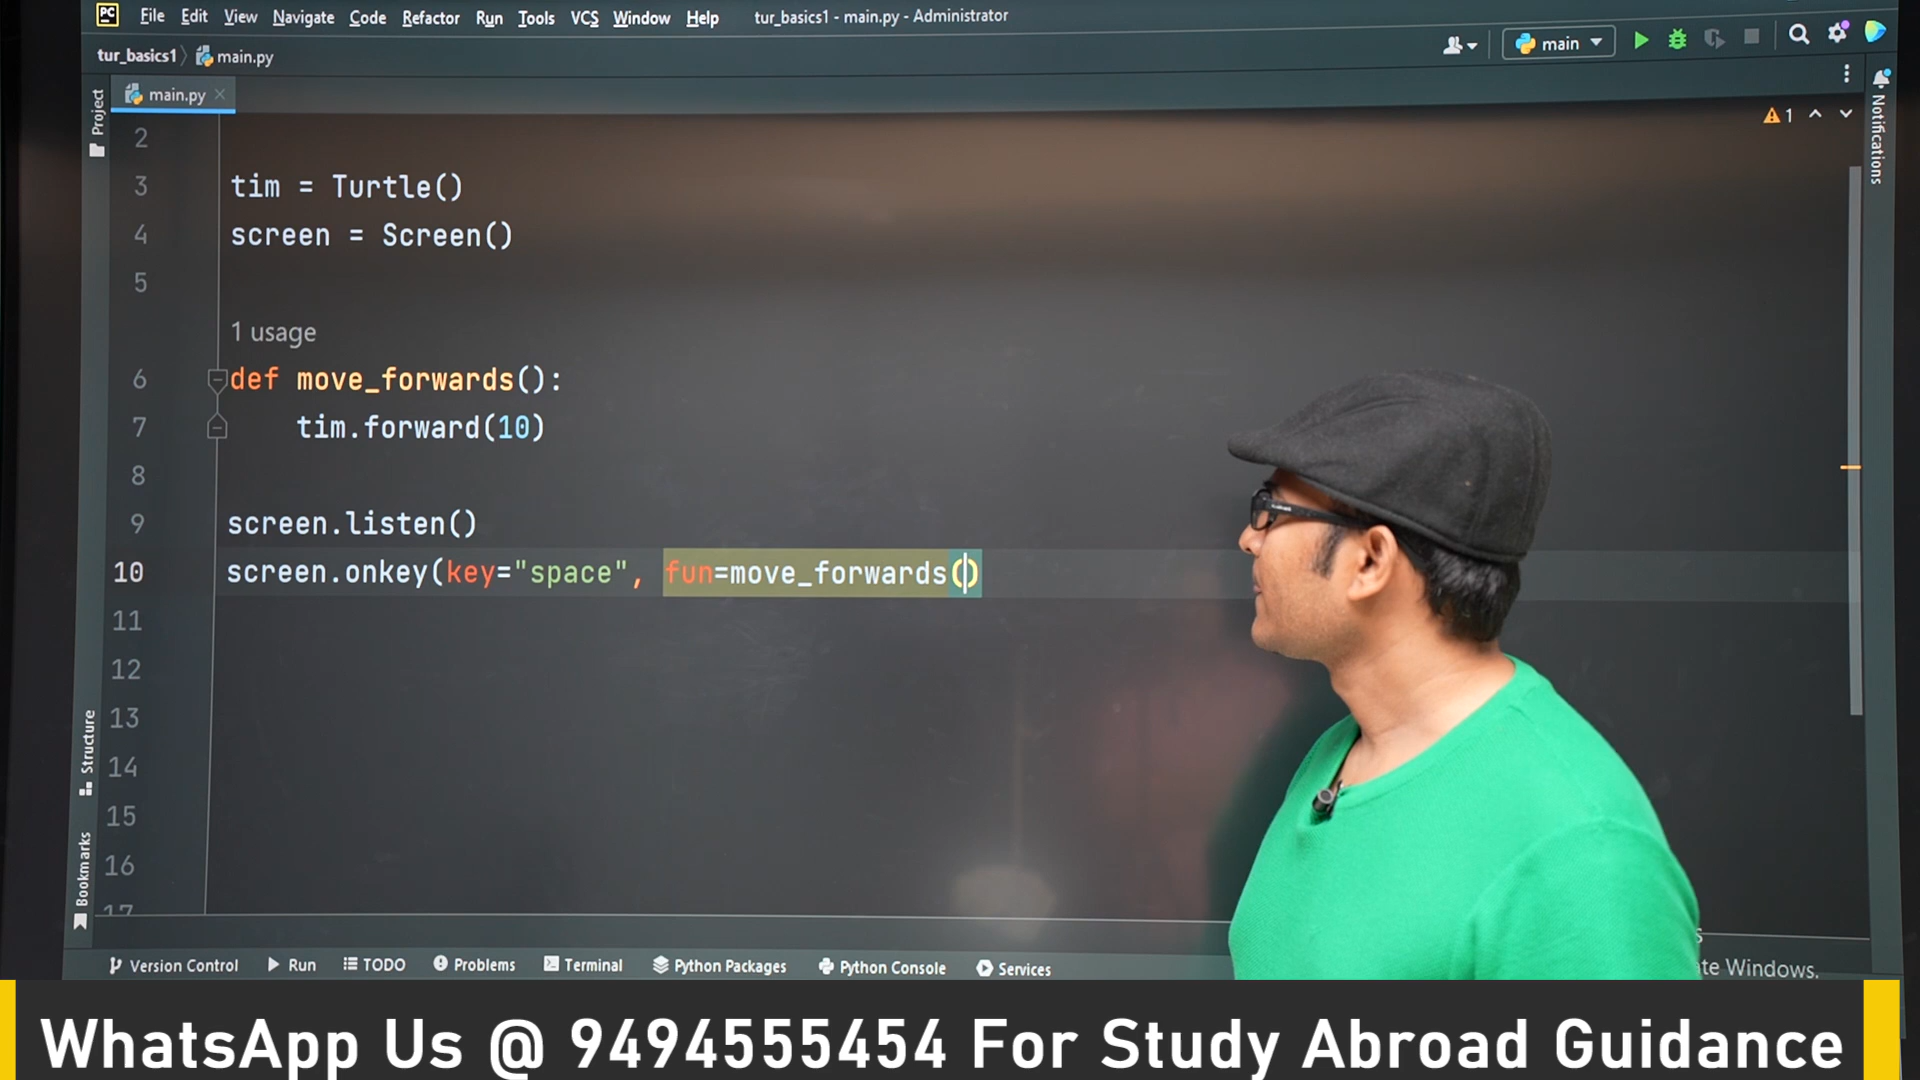 PC File Edit View Navigate Code Refactor Run Tools VCS Window Help tur_basics1 - main.py - Administrator
tur_basics1 main.py
main
main.py
1
Project
Notifications
2
3 tim = Turtle()
4 screen = Screen()
5
1 usage
6 def move_forwards():
7 tim.forward(10)
8
9 screen.listen()
10 screen.onkey(key="space", fun=move_forwards()
11
12
13
14
15
16
17
Structure
Bookmarks
Version Control Run TODO Problems Terminal Python Packages Python Console Services
te Windows.
WhatsApp Us @ 9494555454 For Study Abroad Guidance